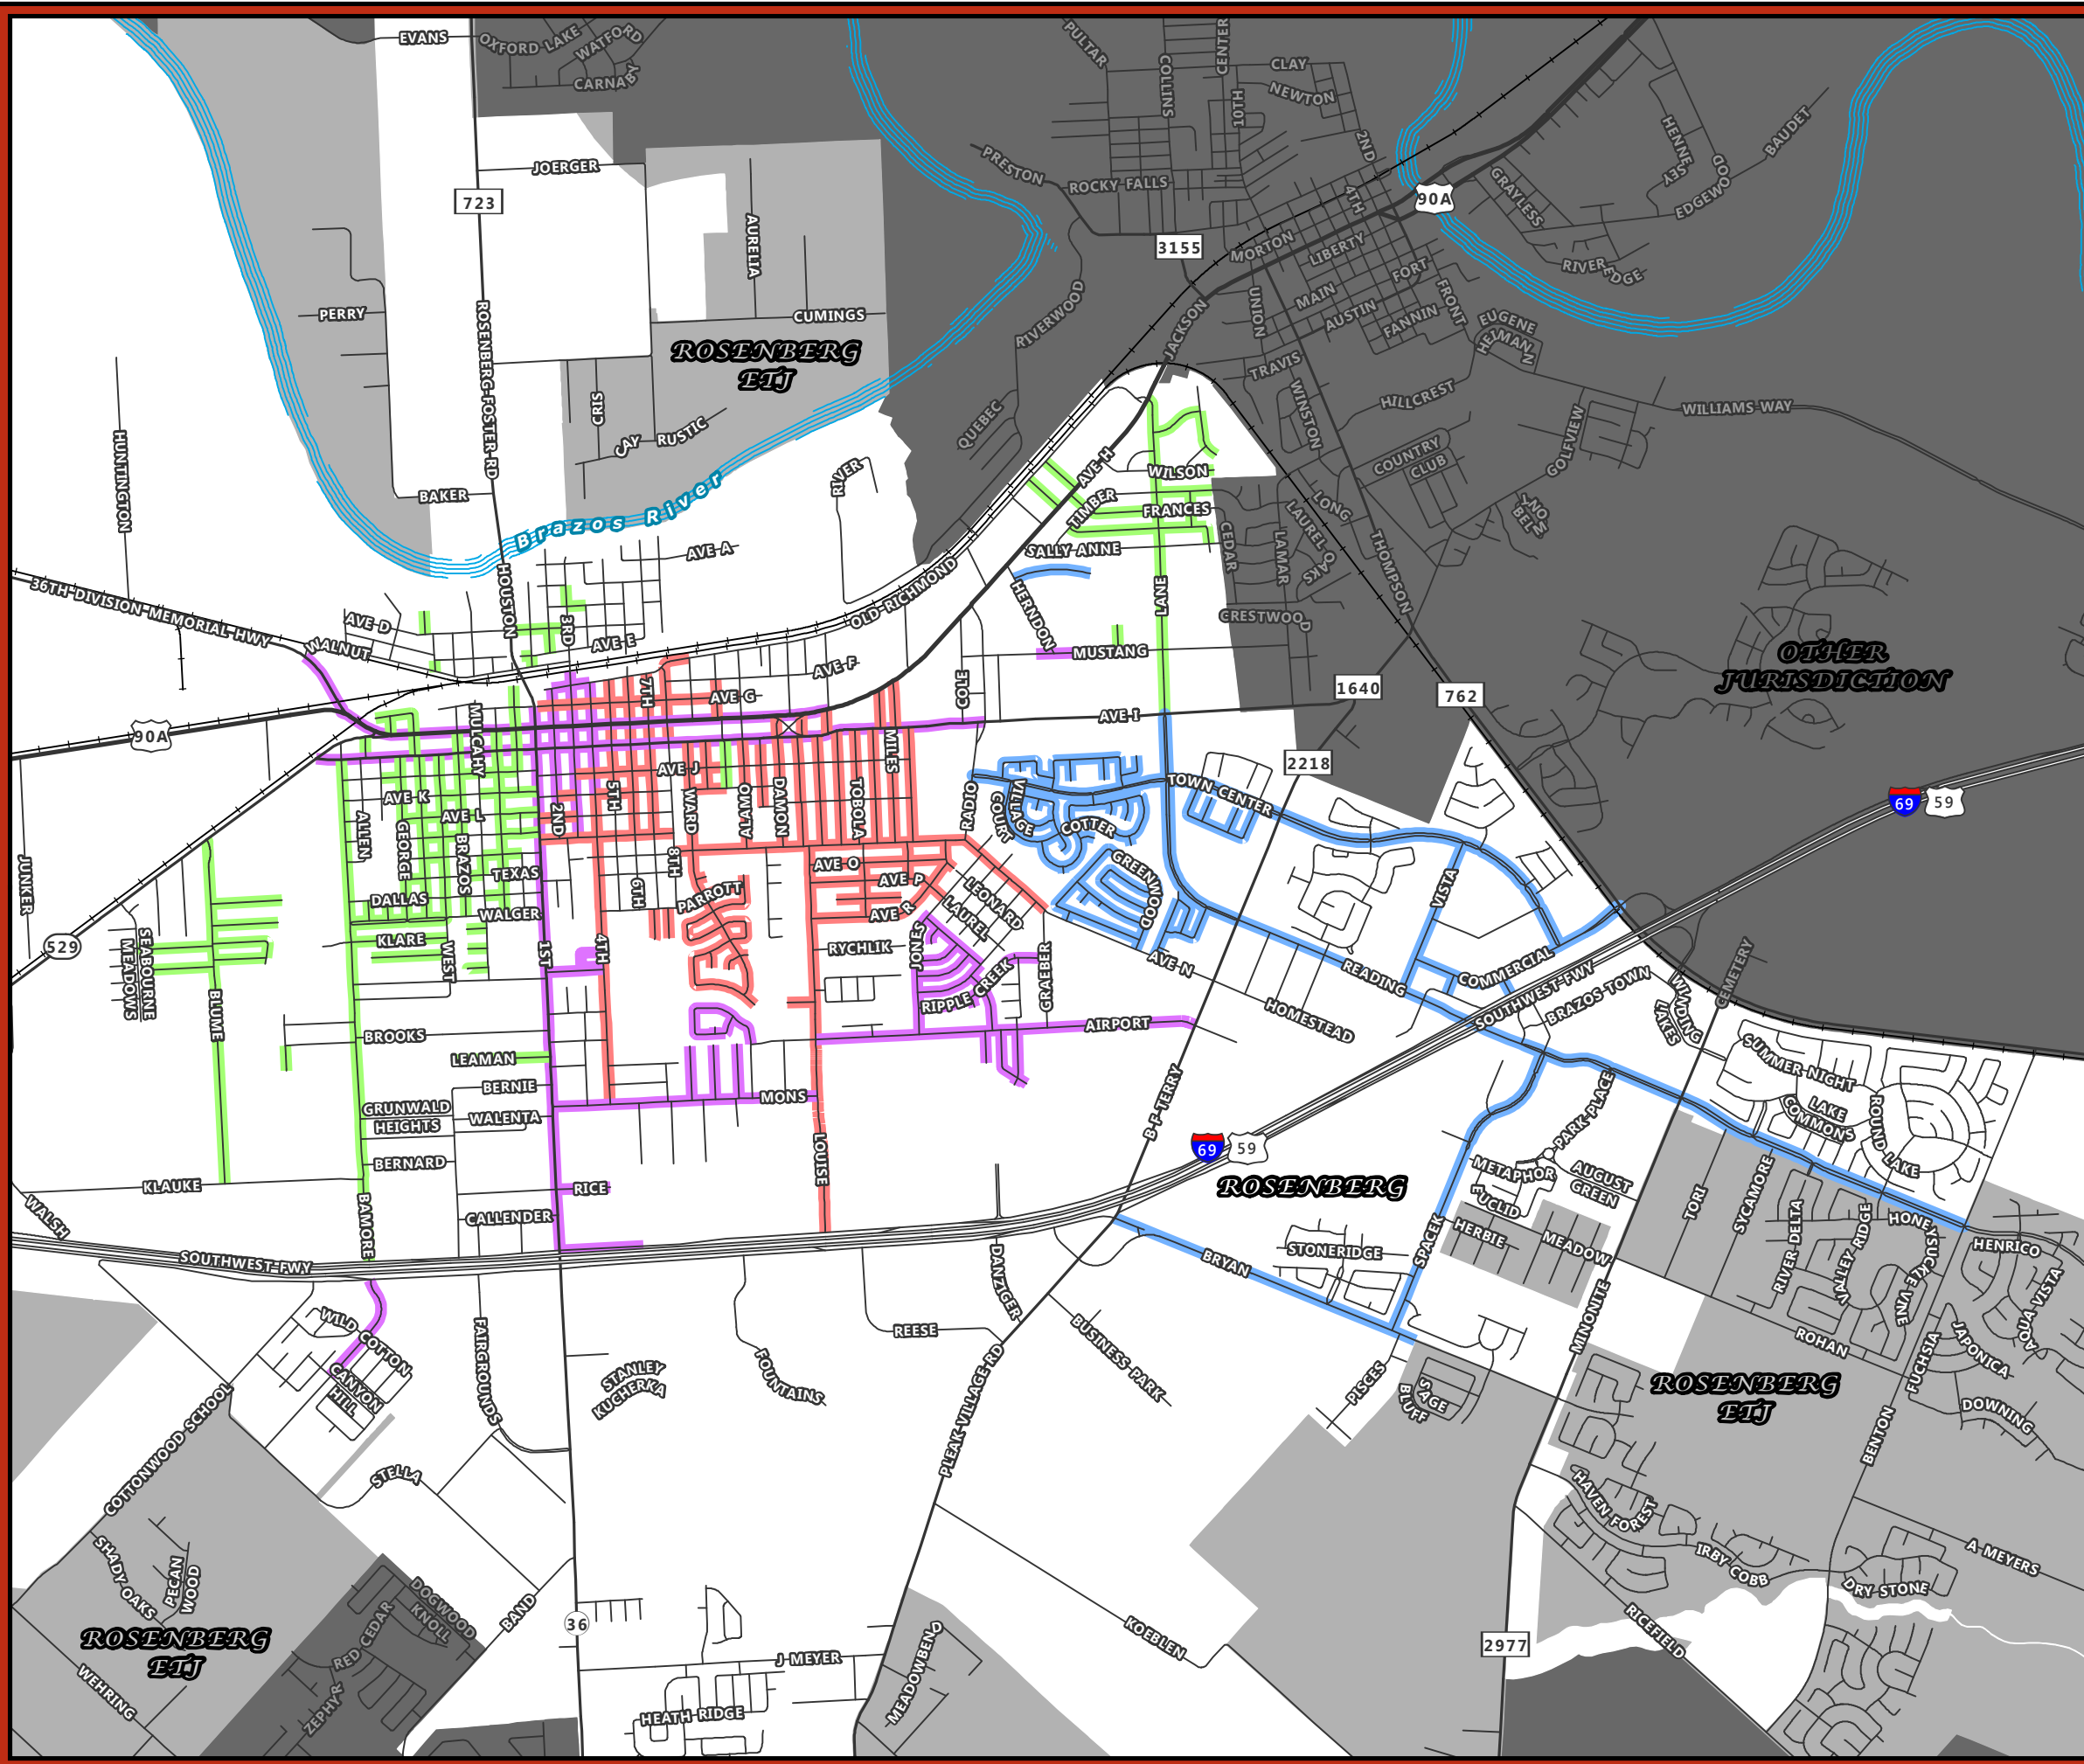 EVANS
OXFORD LAKE
WATFORD
CARNABY
PULTAR
COLLINS
CENTER
CLAY
NEWTON
10TH
2ND
HENNESEY
BAUDET
EDGEWOOD
JOERGER
723
PRESTON
ROCKY FALLS
4TH
90A
GRAYLESS
AURELIA
3155
MORTON
LIBERTY
FORT
RIVER EDGE
PERRY
CUMINGS
RIVERWOOD
UNION
MAIN
AUSTIN
FANNIN
FRONT
EUGENE
HEIMANN
JACKSON
ROSENBERG-FOSTER RD
ROSENBERG
ETJ
TRAVIS
WINSTON
HILLCREST
WILLIAMS WAY
GOLFVIEW
CRIS
CAY
RUSTIC
QUEBEC
COUNTRY
CLUB
HUNTINGTON
BAKER
RIVER
AVE H
WILSON
TIMBER
FRANCES
LONG
LAUREL OAKS
BELMONT
Brazos River
AVE A
SALLY ANNE
CEDAR
LAMAR
THOMPSON
36TH DIVISION MEMORIAL HWY
HOUSTON
OLD RICHMOND
HERNDON
LANE
CRESTWOOD
AVE D
WALNUT
3RD
AVE E
AVE F
MUSTANG
OTHER
JURISDICTION
7TH
AVE G
COLE
1640
762
90A
MULCAHY
AVE I
MILES
2218
AVE J
AVE K
AVE L
5TH
WARD
OWALA
DAMON
TOBOLA
RADIO
COURT
VILLAGE
COTTER
TOWN CENTER
69
59
ALLEN
GEORGE
BRAZOS
2ND
TEXAS
8TH
AVE O
AVE P
GREENWOOD
JUNKER
DALLAS
WALGER
6TH
PARROTT
AVE R
LEONARD
LAUREL
VISTA
529
SEABOURNE
MEADOWS
KLARE
WEST
1ST
4TH
RYCHLIK
JONES
GRAEBER
AVE N
READING
COMMERCIAL
CEMETERY
BLUME
RIPPLE CREEK
SOUTHWEST FWY
BRAZOS TOWN
WINDING
LAKES
BROOKS
AIRPORT
HOMESTEAD
LEAMAN
SUMMER NIGHT
BERNIE
MONS
GRUNWALD
HEIGHTS
WALENTA
B F TERRY
PARK PLACE
LAKE
COMMONS
ROUND LAKE
69
59
BERNARD
LOUISE
METAPHOR
AUGUST
GREEN
KLAUKE
RICE
ROSENBERG
EUCLID
TORI
SYCAMORE
WALSH
BAMORE
CALLENDER
HERBIE
MEADOW
RIVER DELTA
VALLEY RIDGE
HONEYSUCKLE VINE
HENRICO
SOUTHWEST FWY
STONERIDGE
SPACEK
BRYAN
DANZIGER
AQUA VISTA
WILD COTTON
FAIRGROUNDS
REESE
BUSINESS PARK
MINONITE
ROHAN
JAPONICA
FUCHSIA
CANYON
HILL
STANLEY
KUCHERKA
FOUNTAINS
PLEAK VILLAGE RD
PISCES
SAGE
BLUFF
ROSENBERG
ETJ
DOWNING
COTTONWOOD SCHOOL
BENTON
STELLA
HAVEN FOREST
SHADY OAKS
PECAN
WOOD
IRBY COBB
A MEYERS
DRY STONE
DOGWOOD
KNOLL
BAND
RED CEDAR
36
KOEBLEN
RICEFIELD
ROSENBERG
ETJ
J MEYER
MEADOWBEND
2977
WEHRING
ZEPHYR
HEATH RIDGE